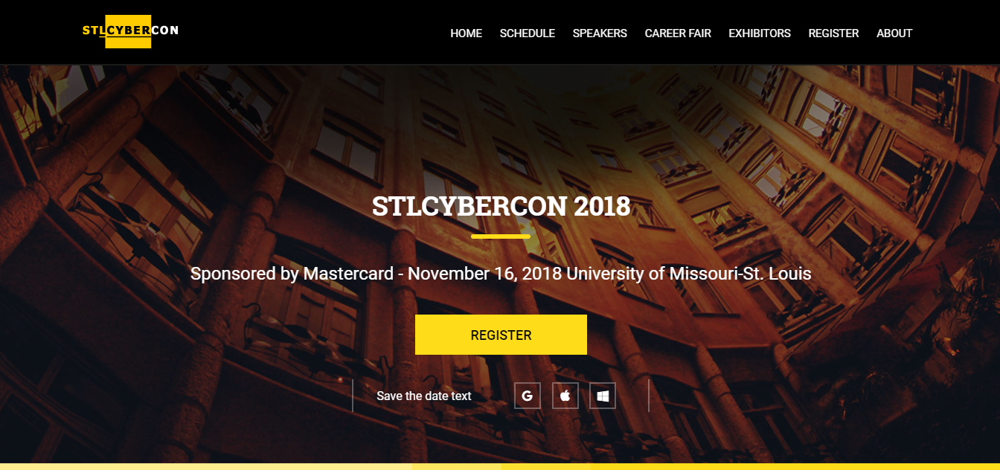 STLCYBERCON
HOME SCHEDULE SPEAKERS CAREER FAIR EXHIBITORS REGISTER ABOUT
STLCYBERCON 2018
Sponsored by Mastercard - November 16, 2018 University of Missouri-St. Louis
REGISTER
Save the date text